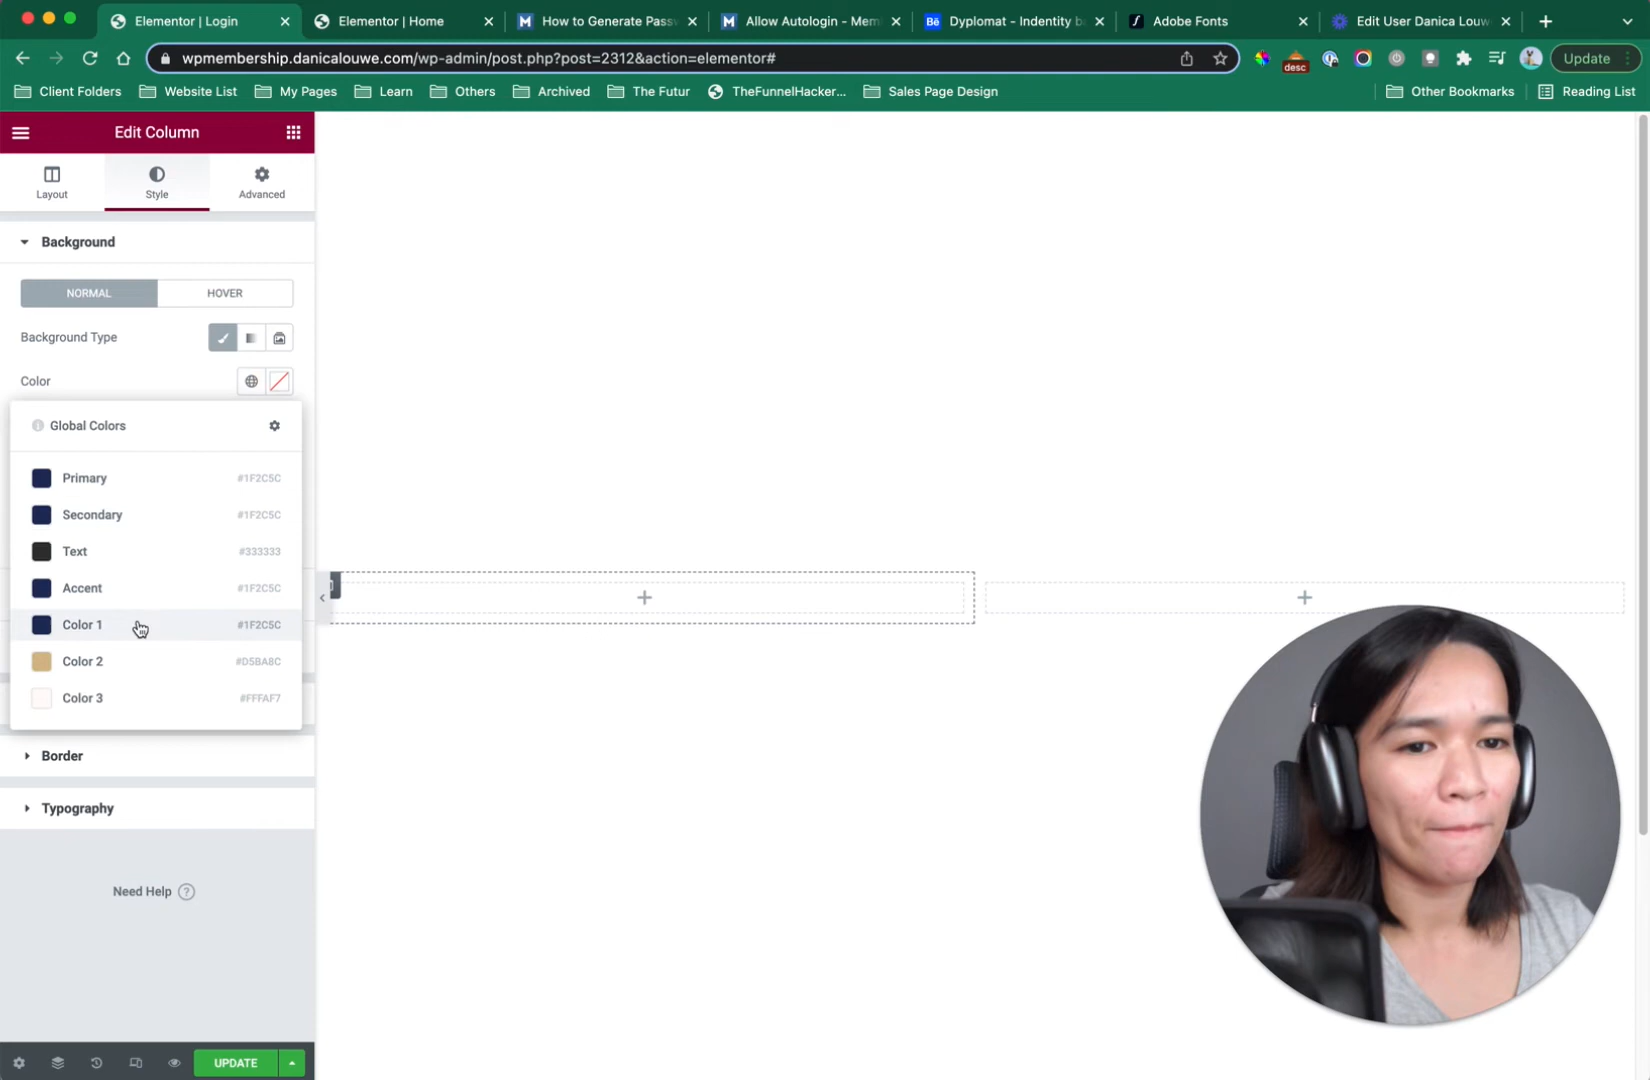 Elementor | Login
Elementor | Home
How to Generate Passw
Allow Autologin - Mem
Dyplomat - Indentity b
Adobe Fonts
Edit User Danica Louw
wpmembership.danicalouwe.com/wp-admin/post.php?post=2312&action=elementor#
desc
Update
Client Folders
Website List
My Pages
Learn
Others
Archived
The Futur
TheFunnelHacker...
Sales Page Design
Other Bookmarks
Reading List
Edit Column
Layout
Style
Advanced
Background
NORMAL
HOVER
Background Type
Color
Global Colors
Primary #1F2C5C
Secondary #1F2C5C
Text #333333
Accent #1F2C5C
Color 1 #1F2C5C
Color 2 #D5BA8C
Color 3 #FFFAF7
Border
Typography
Need Help ?
UPDATE